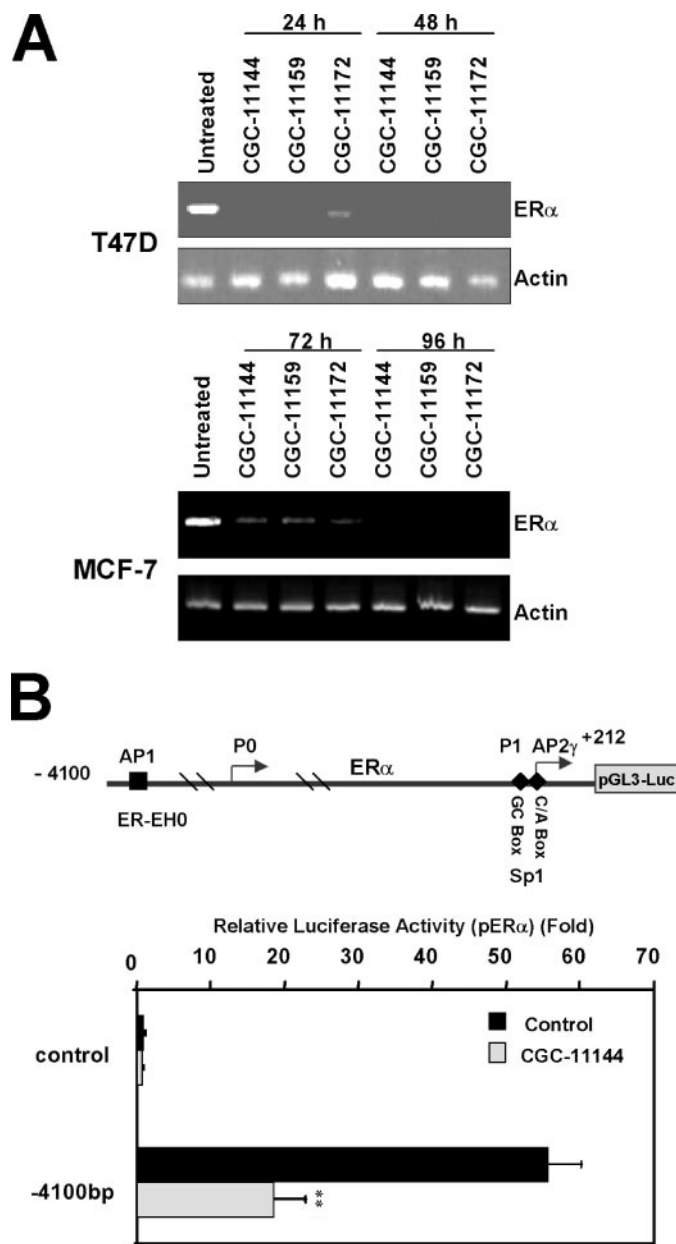 A
24 h 48 h
Untreated CGC-11144 CGC-11159 CGC-11172 CGC-11144 CGC-11159 CGC-11172
ERα
T47D
Actin
72 h 96 h
Untreated CGC-11144 CGC-11159 CGC-11172 CGC-11144 CGC-11159 CGC-11172
ERα
MCF-7
Actin
B
- 4100 AP1 P0 ERα P1 AP2γ +212 pGL3-Luc
ER-EH0 GC Box C/A Box
Sp1
Relative Luciferase Activity (pERα) (Fold)
0 10 20 30 40 50 60 70
Control
CGC-11144
control
-4100bp
**